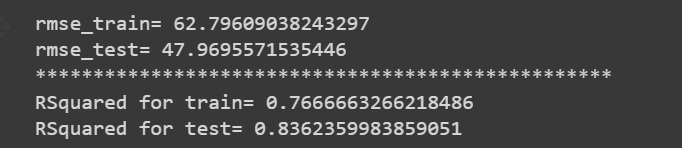 rmse_train= 62.79609038243297
rmse_test= 47.9695571535446
**************************************************
RSquared for train= 0.7666663266218486
RSquared for test= 0.8362359983859051